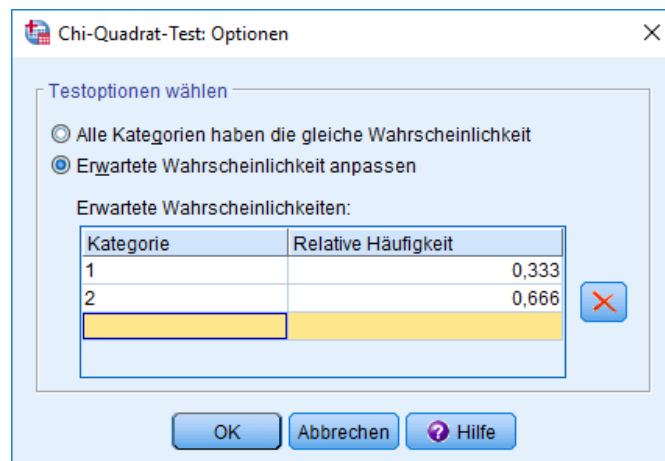 Chi-Quadrat-Test: Optionen
Testoptionen wählen
Alle Kategorien haben die gleiche Wahrscheinlichkeit
Erwartete Wahrscheinlichkeit anpassen
Erwartete Wahrscheinlichkeiten:
Kategorie Relative Häufigkeit
1 0,333
2 0,666
OK Abbrechen ? Hilfe